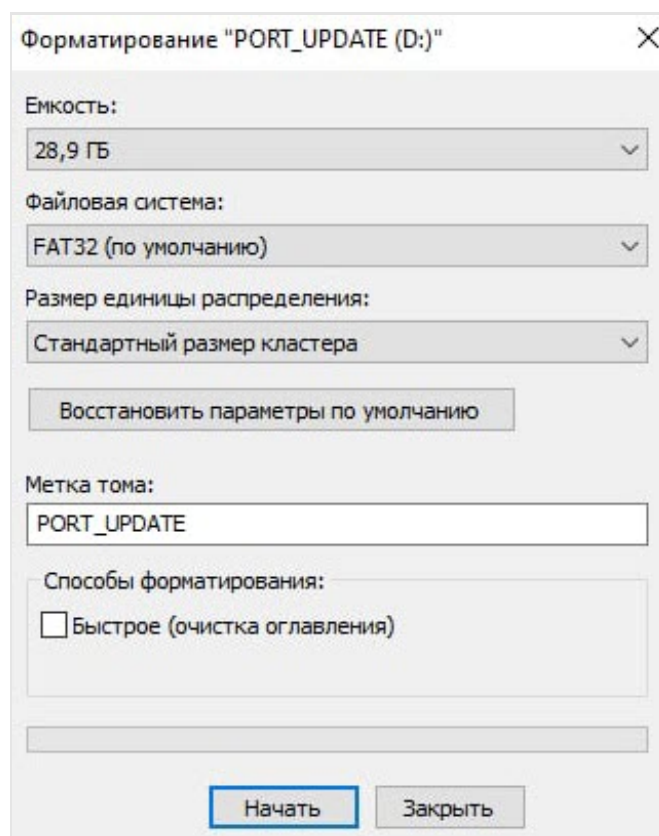 Форматирование "PORT_UPDATE (D:)"
Емкость:
28,9 ГБ
Файловая система:
FAT32 (по умолчанию)
Размер единицы распределения:
Стандартный размер кластера
Восстановить параметры по умолчанию
Метка тома:
PORT_UPDATE
Способы форматирования:
Быстрое (очистка оглавления)
Начать Закрыть